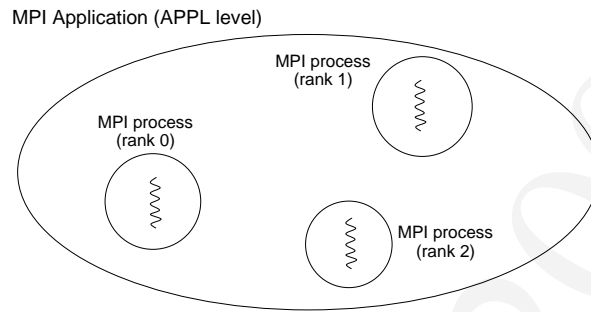 MPI Application (APPL level)
MPI process
(rank 1)
MPI process
(rank 0)
MPI process
(rank 2)